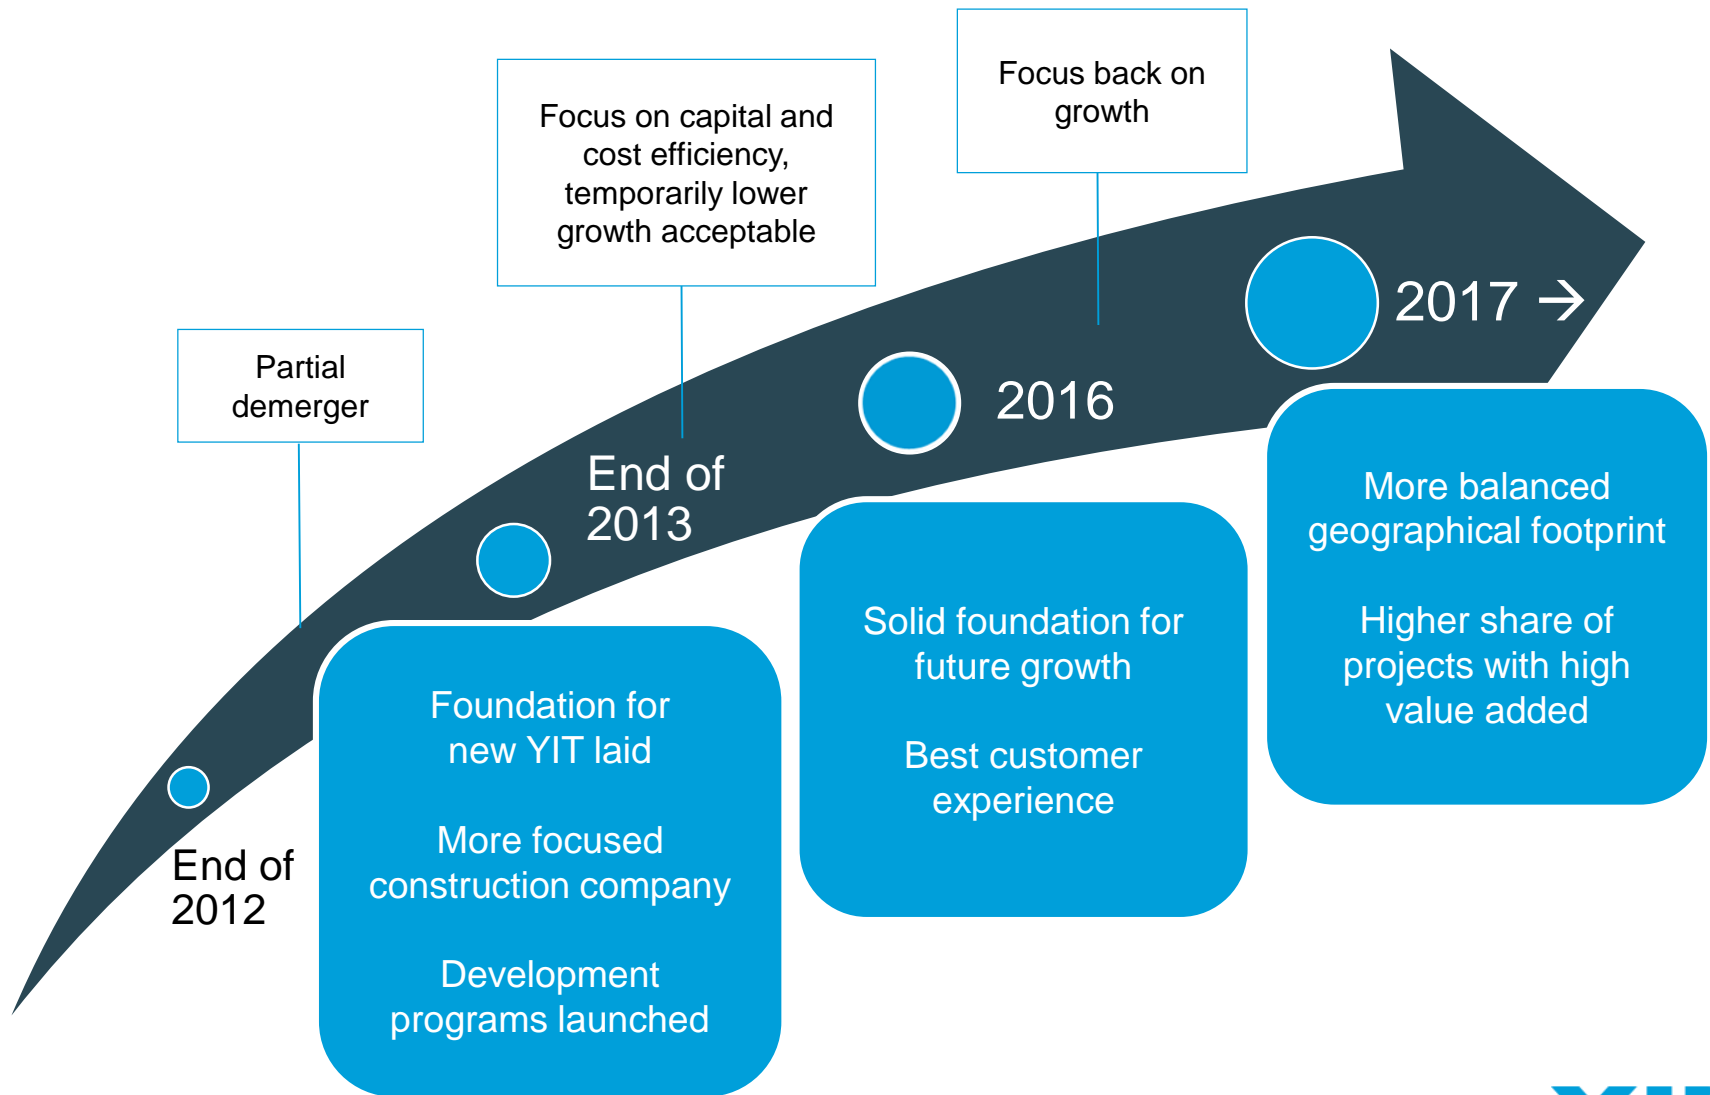 Focus back on
growth
Focus on capital and
cost efficiency,
temporarily lower
growth acceptable
Partial
demerger
2017 →
2016
End of
2013
End of
2012
Foundation for
new YIT laid
More focused
construction company
Development
programs launched
Solid foundation for
future growth
Best customer
experience
More balanced
geographical footprint
Higher share of
projects with high
value added